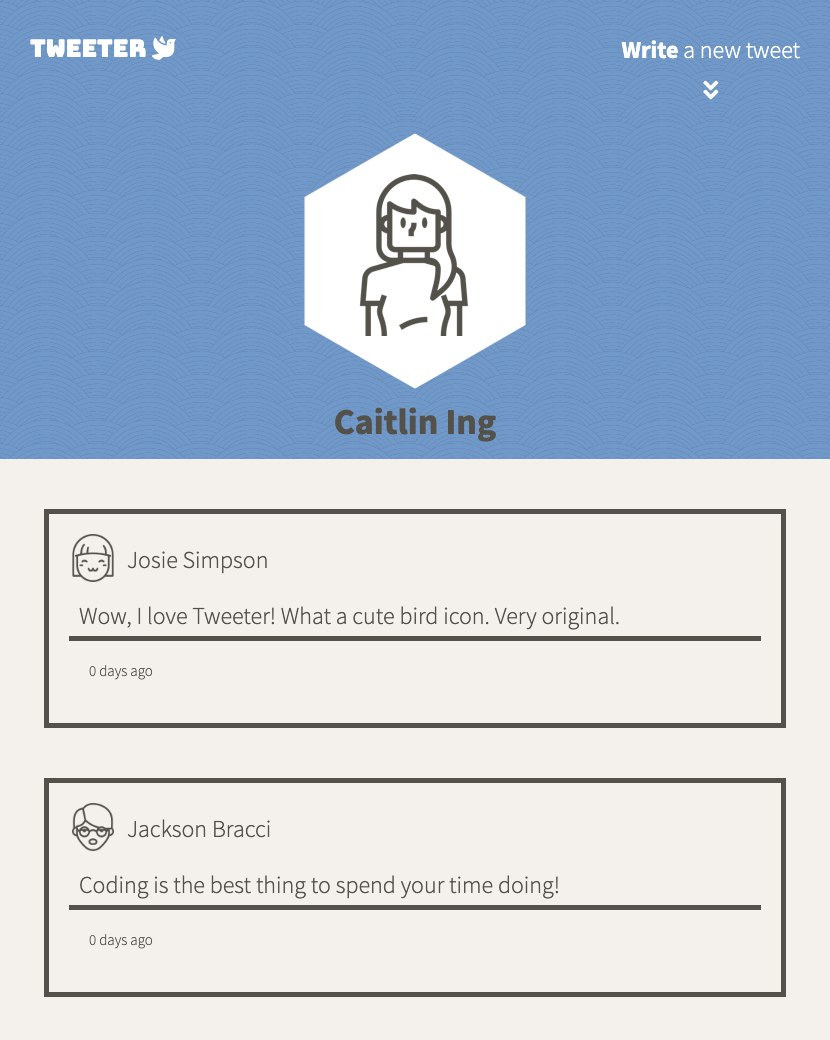 TWEETER
Write a new tweet
Caitlin Ing
Josie Simpson
Wow, I love Tweeter! What a cute bird icon. Very original.
0 days ago
Jackson Bracci
Coding is the best thing to spend your time doing!
0 days ago